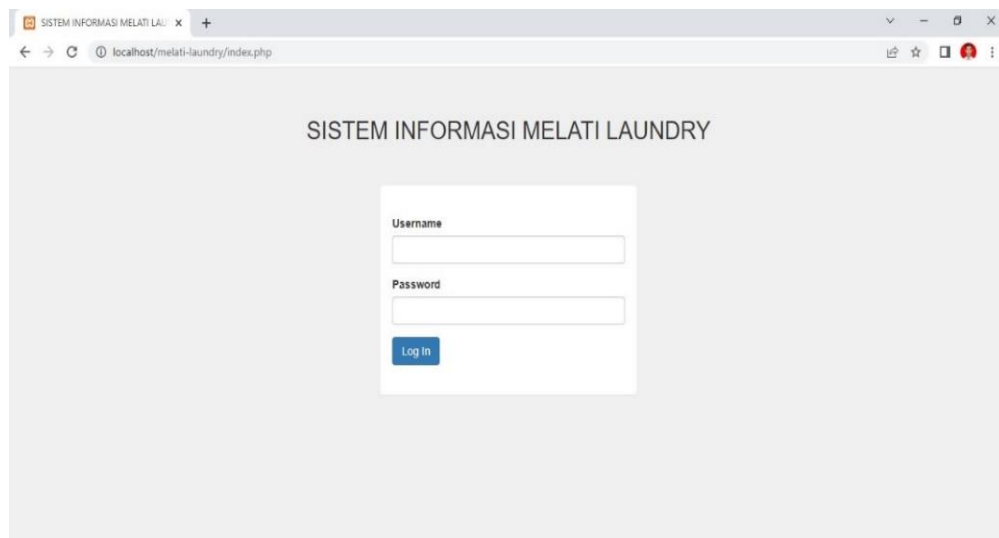 SISTEM INFORMASI MELATI LAU
localhost/melati-laundry/index.php
SISTEM INFORMASI MELATI LAUNDRY
Username
Password
Log In